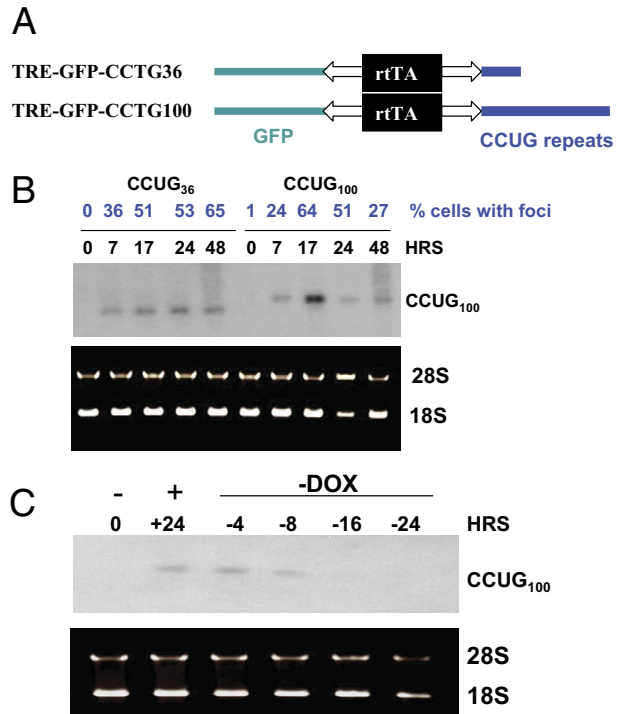 A
TRE-GFP-CCTG36 rtTA
TRE-GFP-CCTG100 rtTA
GFP CCUG repeats
B
CCUG36 CCUG100
0 36 51 53 65 1 24 64 51 27 % cells with foci
0 7 17 24 48 0 7 17 24 48 HRS
CCUG100
28S
18S
C
- + -DOX
0 +24 -4 -8 -16 -24 HRS
CCUG100
28S
18S